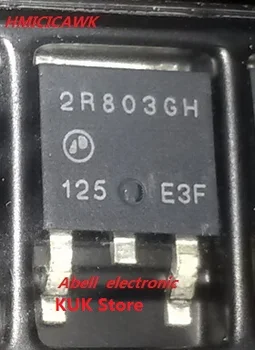 HMICICAWK
2R803GH
125 E3F
Abell electronic
KUK Store